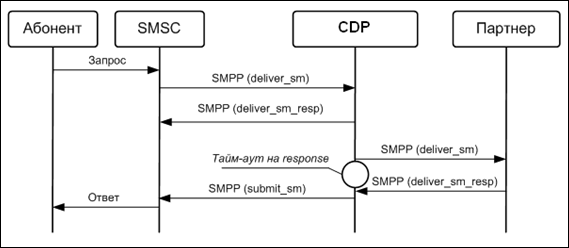 Абонент
SMSC
CDP
Партнер
Запрос
SMPP (deliver_sm)
SMPP (deliver_sm_resp)
SMPP (deliver_sm)
Тайм-аут на response
SMPP (deliver_sm_resp)
SMPP (submit_sm)
Ответ